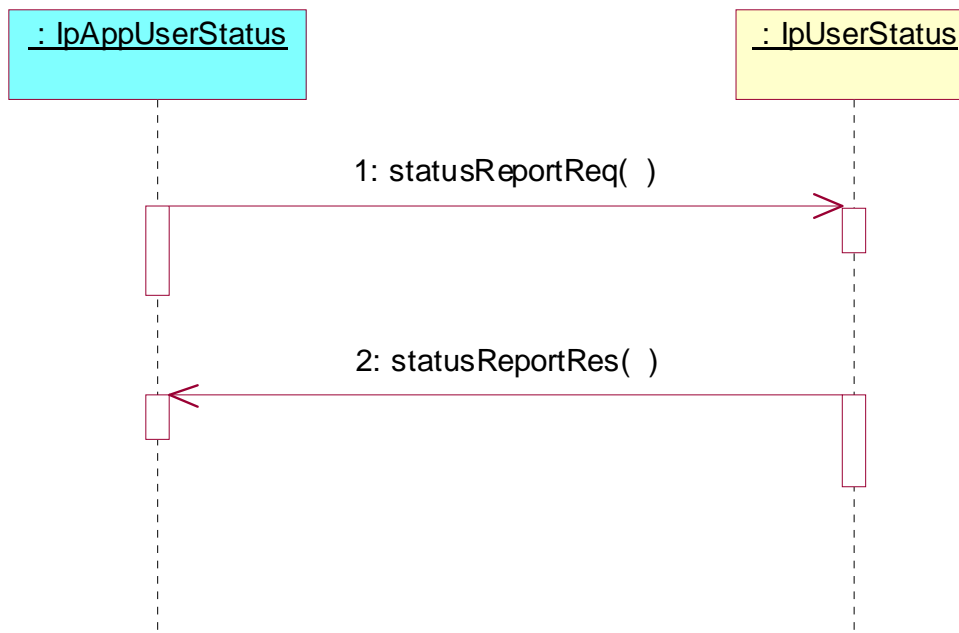 : IpAppUserStatus
: IpUserStatus
1: statusReportReq( )
2: statusReportRes( )